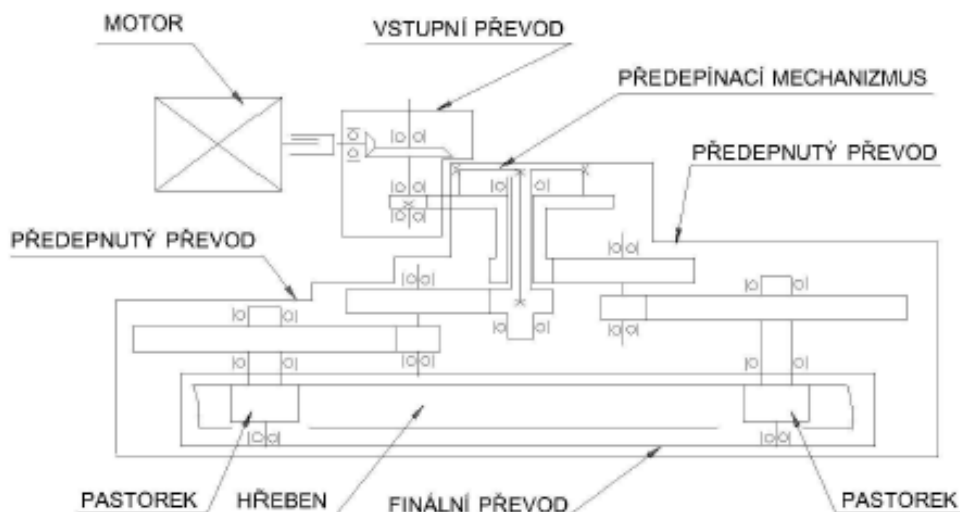 MOTOR
VSTUPNÍ PŘEVOD
PŘEDEPÍNACÍ MECHANIZMUS
PŘEDEPNUTÝ PŘEVOD
PŘEDEPNUTÝ PŘEVOD
PASTOREK
HŘEBEN
FINÁLNÍ PŘEVOD
PASTOREK